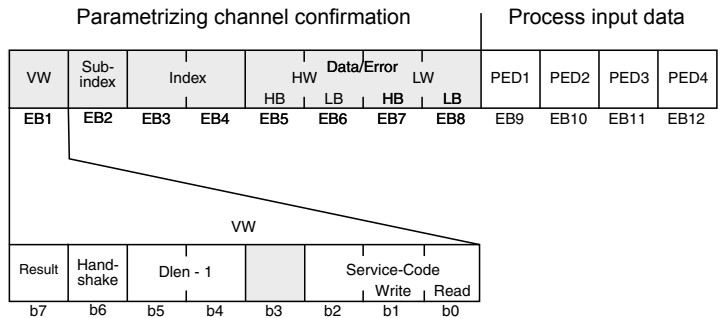 Parametrizing channel confirmation Process input data
VW Sub-index Index Data/Error HW LW PED1 PED2 PED3 PED4
HB LB HB LB
EB1 EB2 EB3 EB4 EB5 EB6 EB7 EB8 EB9 EB10 EB11 EB12
VW
Result Hand-shake Dlen - 1 Service-Code
Write Read
b7 b6 b5 b4 b3 b2 b1 b0